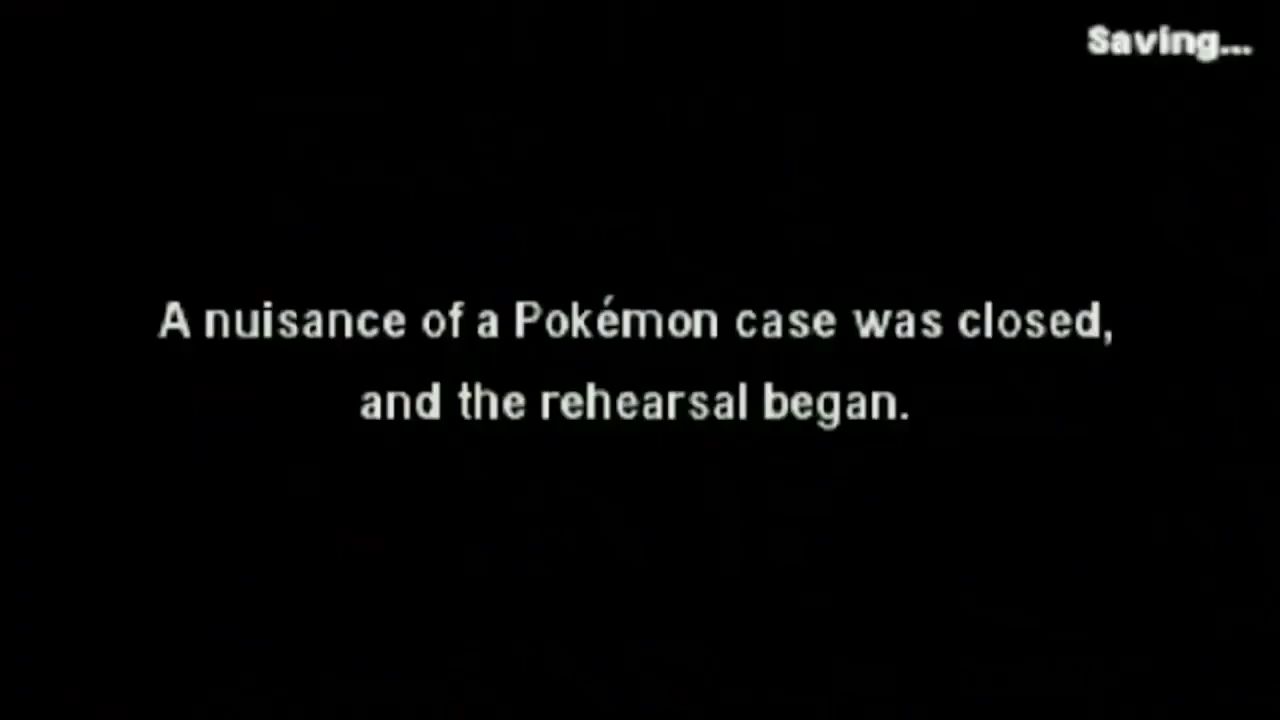 Saving...
A nuisance of a Pokémon case was closed,
and the rehearsal began.